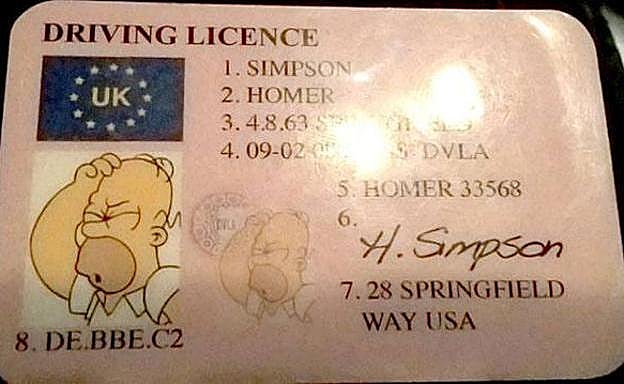 DRIVING LICENCE
UK
1. SIMPSON
2. HOMER
3. 4.8.63
4. 09-02 DVLA
5. HOMER 33568
6.
H. Simpson
7. 28 SPRINGFIELD
WAY USA
8. DE.BBE.C2